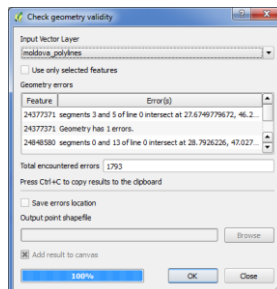 Check geometry validity
Input Vector Layer
moldova_polylines
Use only selected features
Geometry errors
Feature Error(s)
24377371 segments 3 and 5 of line 0 intersect at 27.6749779672, 46.2...
24377371 Geometry has 1 errors.
24848580 segments 0 and 13 of line 0 intersect at 28.7926226, 47.027...
Total encountered errors 1793
Press Ctrl+C to copy results to the clipboard
Save errors location
Output point shapefile
Browse
Add result to canvas
100% OK Close